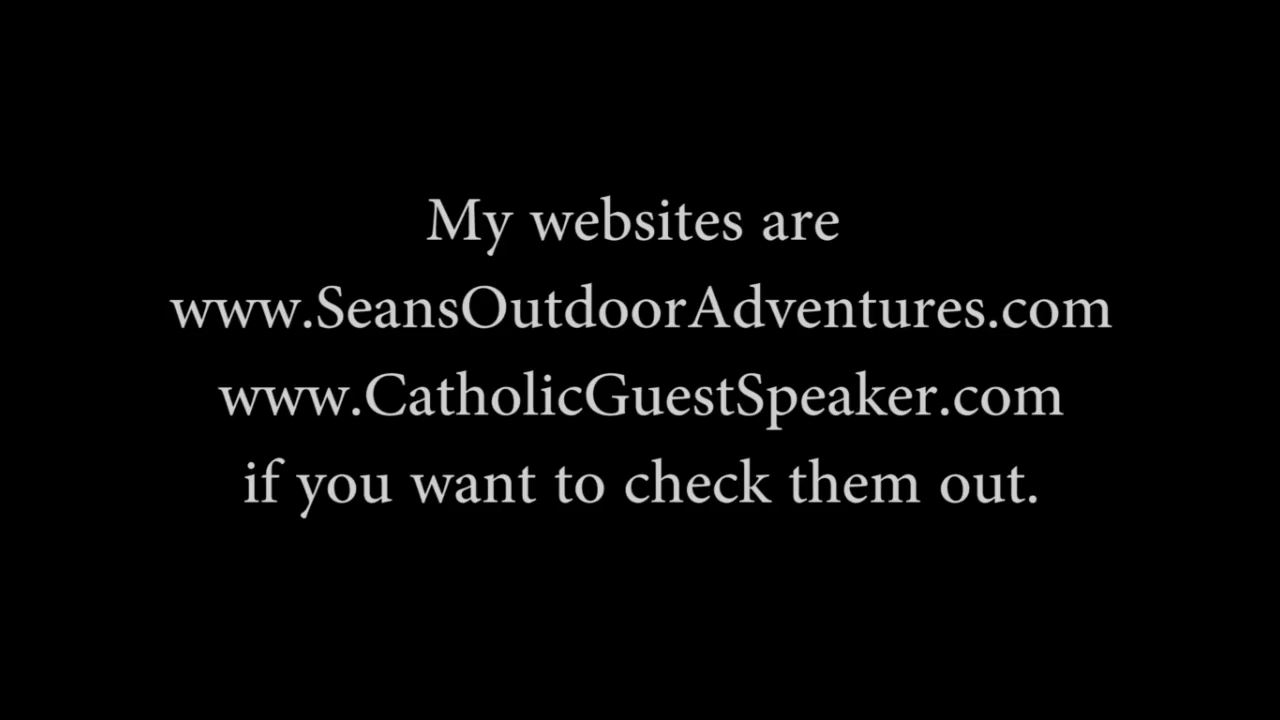 My websites are
www.SeansOutdoorAdventures.com
www.CatholicGuestSpeaker.com
if you want to check them out.